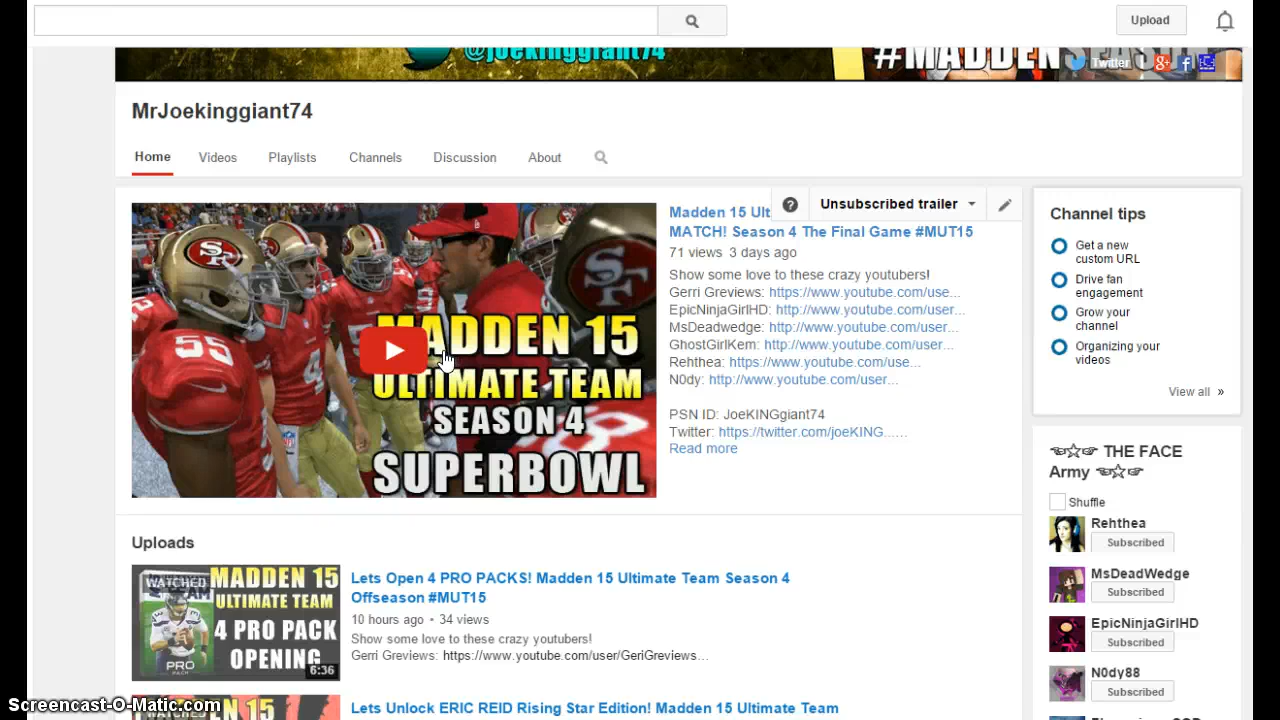 Upload
@joekinggiant74
#MADDENSEASON
Twitter
MrJoekinggiant74
Home
Videos
Playlists
Channels
Discussion
About
55
MADDEN 15
ULTIMATE TEAM
SEASON 4
SUPERBOWL
Madden 15 Ult
Unsubscribed trailer
MATCH! Season 4 The Final Game #MUT15
71 views 3 days ago
Show some love to these crazy youtubers!
Gerri Greviews: https://www.youtube.com/use...
EpicNinjaGirlHD: https://www.youtube.com/user...
MsDeadwedge: https://www.youtube.com/user...
GhostGirlKem: http://www.youtube.com/user...
Rehthea: https://www.youtube.com/use...
N0dy: http://www.youtube.com/user...
PSN ID: JoeKINGgiant74
Twitter: https://twitter.com/joeKING......
Read more
Channel tips
Get a new
custom URL
Drive fan
engagement
Grow your
channel
Organizing your
videos
View all »
Uploads
WATCHED
MADDEN 15
ULTIMATE TEAM
4 PRO PACK
OPENING
PRO
6:36
Lets Open 4 PRO PACKS! Madden 15 Ultimate Team Season 4
Offseason #MUT15
10 hours ago • 34 views
Show some love to these crazy youtubers!
Gerri Greviews: https://www.youtube.com/user/GeriGreviews...
Lets Unlock ERIC REID Rising Star Edition! Madden 15 Ultimate Team
☜☆☞ THE FACE
Army ☜☆☞
Shuffle
Rehthea
Subscribed
MsDeadWedge
Subscribed
EpicNinjaGirlHD
Subscribed
N0dy88
Subscribed
Screencast-O-Matic.com